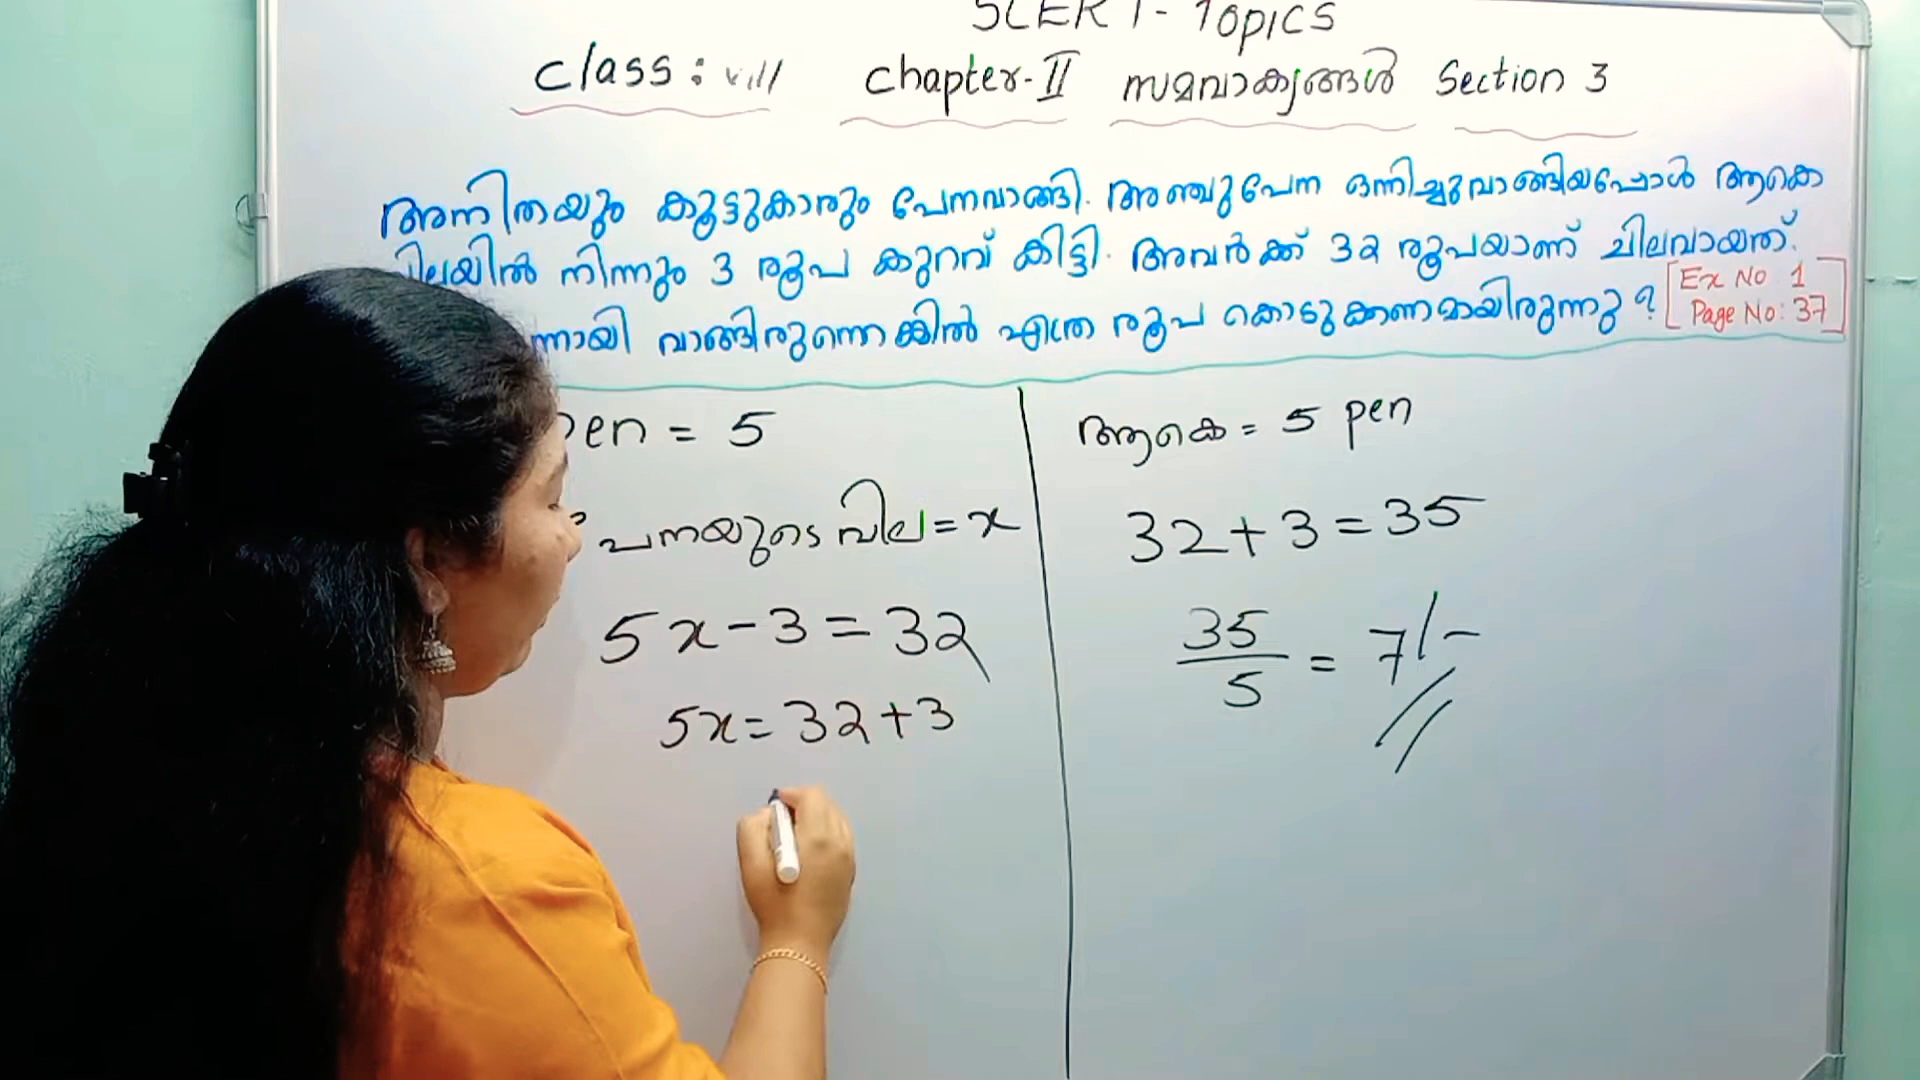 SCERT - Topics
Class : viii Chapter-II സമവാക്യങ്ങൾ Section 3
അനിതയും കൂട്ടുകാരും പേനവാങ്ങി. അഞ്ചുപേന ഒന്നിച്ചുവാങ്ങിയപ്പോൾ ആകെ
വിലയിൽ നിന്നും 3 രൂപ കുറവ് കിട്ടി. അവർക്ക് 32 രൂപയാണ് ചിലവായത്.
ന്നായി വാങ്ങിരുന്നെങ്കിൽ എത്ര രൂപ കൊടുക്കണമായിരുന്നു ?
[Ex No 1
Page No: 37]
pen = 5
പേനയുടെ വില = x
5x - 3 = 32
5x = 32 + 3
ആകെ = 5 pen
32 + 3 = 35
35/5 = 7/-